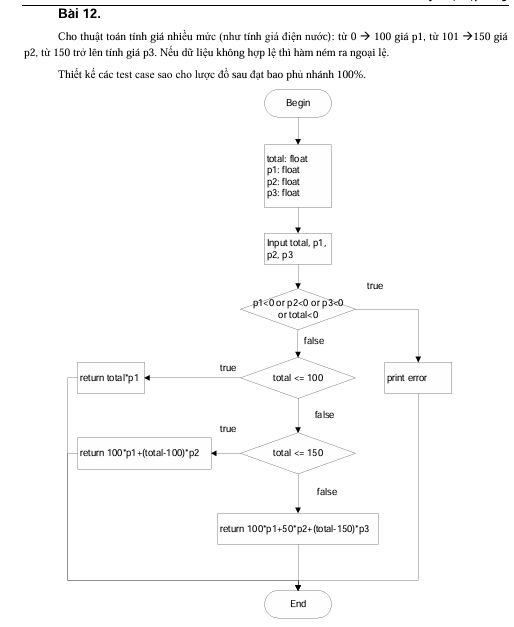 Bài 12.
Cho thuật toán tính giá nhiều mức (như tính giá điện nước): từ 0 → 100 giá p1, từ 101 →150 giá
p2, từ 150 trở lên tính giá p3. Nếu dữ liệu không hợp lệ thì hàm ném ra ngoại lệ.
Thiết kế các test case sao cho lược đồ sau đạt bao phủ nhánh 100%.
Begin
total: float
p1: float
p2: float
p3: float
Input total, p1,
p2, p3
true
p1<0 or p2<0 or p3<0
or total<0
false
true
return total*p1
total <= 100
print error
false
true
return 100*p1+(total-100)*p2
total <= 150
false
return 100*p1+50*p2+(total-150)*p3
End